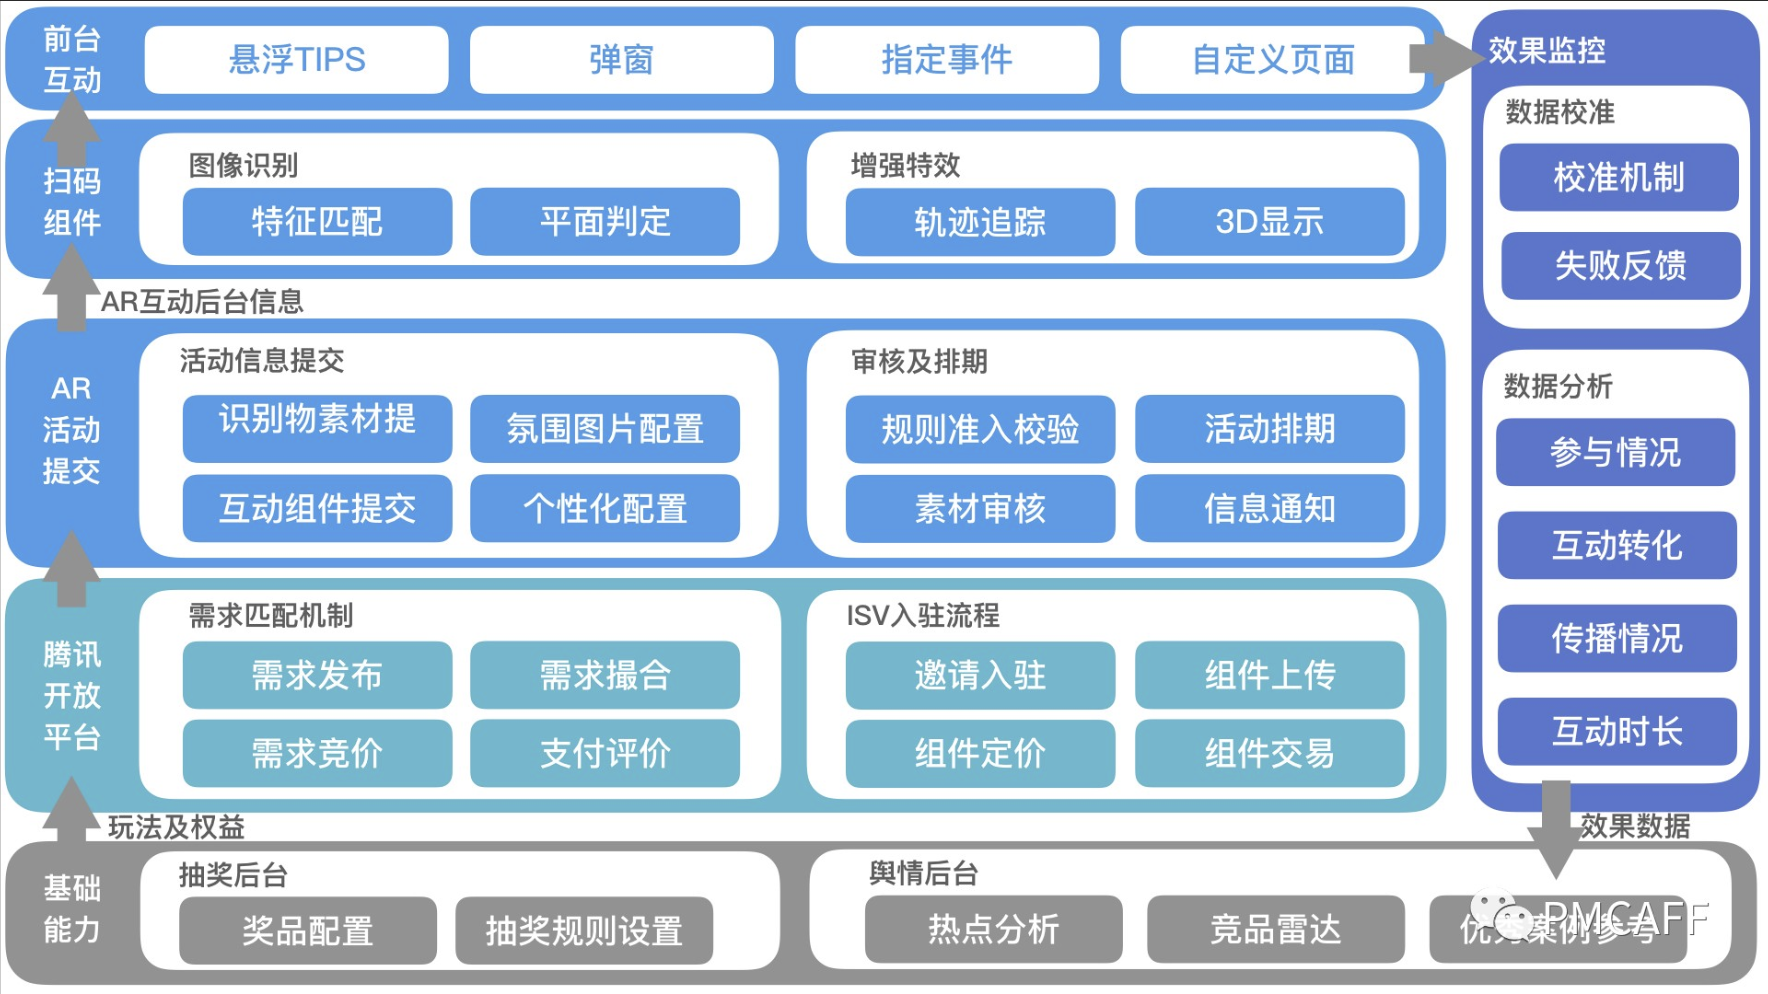 前台
互动
悬浮TIPS
弹窗
指定事件
自定义页面
扫码
组件
图像识别
特征匹配
平面判定
增强特效
轨迹追踪
3D显示
AR互动后台信息
AR
活动
提交
活动信息提交
识别物素材提
氛围图片配置
互动组件提交
个性化配置
审核及排期
规则准入校验
活动排期
素材审核
信息通知
腾讯
开放
平台
需求匹配机制
需求发布
需求撮合
需求竞价
支付评价
ISV入驻流程
邀请入驻
组件上传
组件定价
组件交易
玩法及权益
基础
能力
抽奖后台
奖品配置
抽奖规则设置
舆情后台
热点分析
竞品雷达
优秀案例参考
效果监控
数据校准
校准机制
失败反馈
数据分析
参与情况
互动转化
传播情况
互动时长
效果数据
PMCAFF